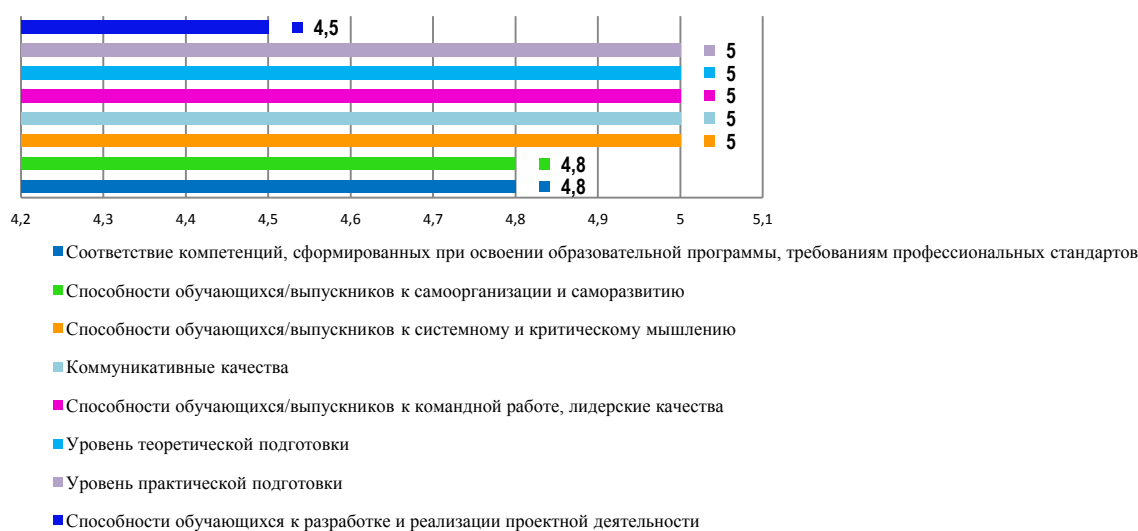 4,5
5
5
5
5
5
4,8
4,8
4,2 4,3 4,4 4,5 4,6 4,7 4,8 4,9 5 5,1
Соответствие компетенций, сформированных при освоении образовательной программы, требованиям профессиональных стандартов
Способности обучающихся/выпускников к самоорганизации и саморазвитию
Способности обучающихся/выпускников к системному и критическому мышлению
Коммуникативные качества
Способности обучающихся/выпускников к командной работе, лидерские качества
Уровень теоретической подготовки
Уровень практической подготовки
Способности обучающихся к разработке и реализации проектной деятельности